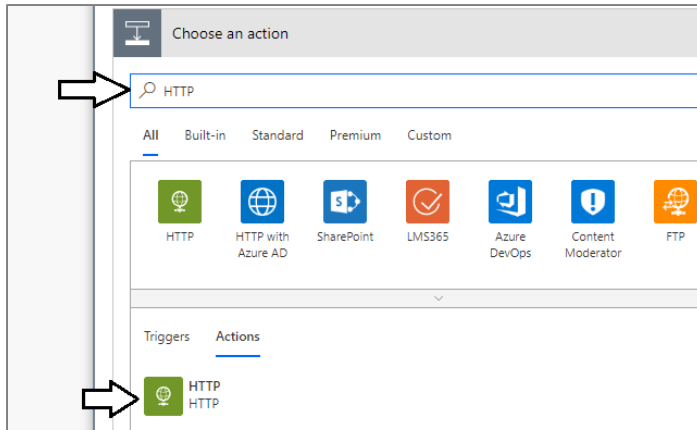 Choose an action
HTTP
All Built-in Standard Premium Custom
HTTP HTTP with SharePoint LMS365 Azure Content FTP
Azure AD DevOps Moderator
Triggers Actions
HTTP
HTTP